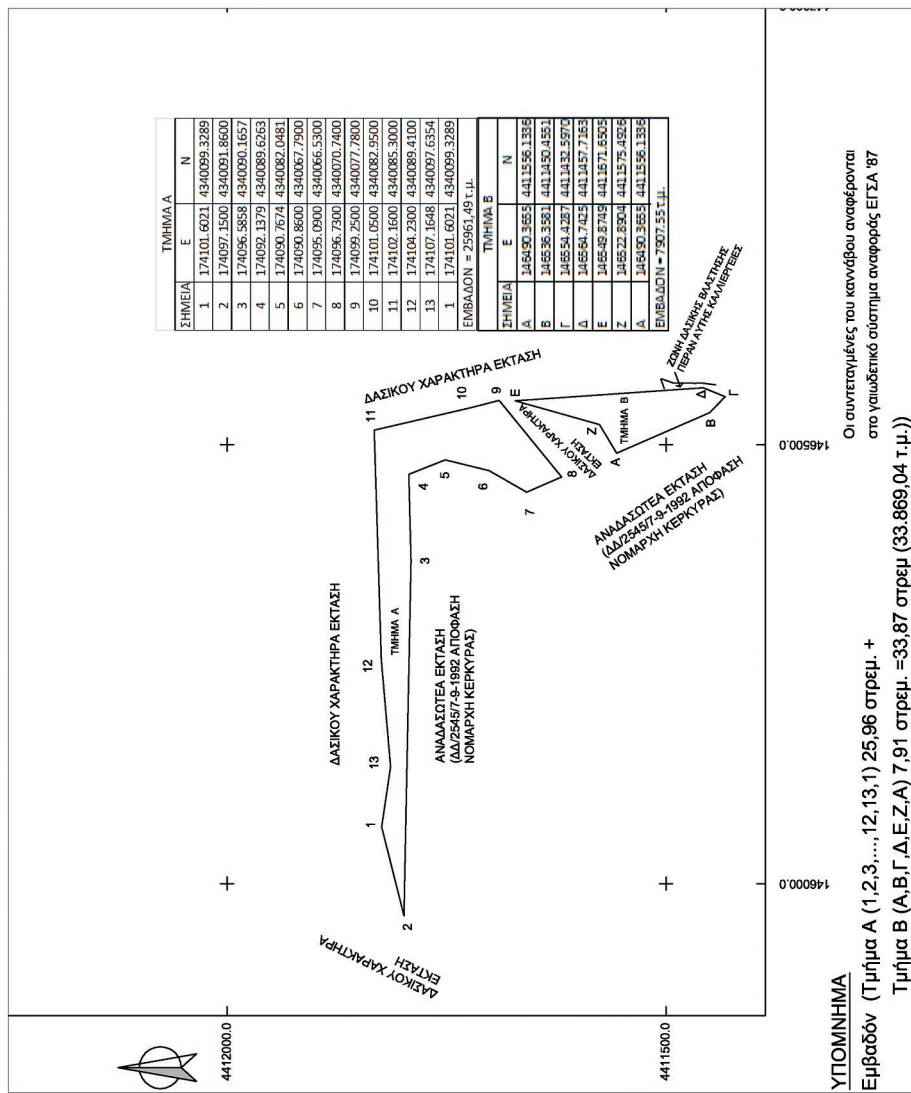 ΤΜΗΜΑ Α
ΣΗΜΕΙΑ E N
1 174101.6021 4340099.3289
2 174097.1500 4340091.8600
3 174096.5858 4340090.1657
4 174092.1379 4340089.6263
5 174090.7674 4340082.0481
6 174090.8600 4340067.7900
7 174095.0900 4340066.5300
8 174096.7300 4340070.7400
9 174099.2500 4340077.7800
10 174101.0500 4340082.9500
11 174102.1600 4340085.3000
12 174104.2300 4340089.4100
13 174107.1648 4340097.6354
1 174101.6021 4340099.3289
ΕΜΒΑΔΟΝ = 25961,49 τ.μ.
ΤΜΗΜΑ Β
ΣΗΜΕΙΑ E N
Α 146490.3655 4411556.1336
Β 146536.3581 4411450.4551
Γ 146554.4287 4411432.5970
Δ 146564.7425 4411457.7163
Ε 146549.8749 4411671.6505
Ζ 146522.8904 4411575.4926
Α 146490.3655 4411556.1336
ΕΜΒΑΔΟΝ = 7907.55 τ.μ.
4412000.0
4411500.0
146000.0
146500.0
ΔΑΣΙΚΟΥ ΧΑΡΑΚΤΗΡΑ
ΕΚΤΑΣΗ
ΔΑΣΙΚΟΥ ΧΑΡΑΚΤΗΡΑ ΕΚΤΑΣΗ
ΔΑΣΙΚΟΥ ΧΑΡΑΚΤΗΡΑ ΕΚΤΑΣΗ
1
2
3
4
5
6
7
8
9
10
11
12
13
ΤΜΗΜΑ Α
ΑΝΑΔΑΣΩΤΕΑ ΕΚΤΑΣΗ
(ΔΔ/2545/7-9-1992 ΑΠΟΦΑΣΗ
ΝΟΜΑΡΧΗ ΚΕΡΚΥΡΑΣ)
ΔΑΣΙΚΟΥ ΧΑΡΑΚΤΗΡΑ
ΕΚΤΑΣΗ
Ε
Ζ
Α
ΤΜΗΜΑ Β
Δ
Β
Γ
ΖΩΝΗ ΔΑΣΙΚΗΣ ΒΛΑΣΤΗΣΗΣ
ΠΕΡΑΝ ΑΥΤΗΣ ΚΑΛΛΙΕΡΓΕΙΕΣ
ΑΝΑΔΑΣΩΤΕΑ ΕΚΤΑΣΗ
(ΔΔ/2545/7-9-1992 ΑΠΟΦΑΣΗ
ΝΟΜΑΡΧΗ ΚΕΡΚΥΡΑΣ)
Οι συντεταγμένες του καννάβου αναφέρονται
στο γαιωδετικό σύστημα αναφοράς ΕΓΣΑ '87
ΥΠΟΜΝΗΜΑ
Εμβαδόν (Τμήμα Α (1,2,3,...,12,13,1) 25,96 στρεμ. +
Τμήμα Β (Α,Β,Γ,Δ,Ε,Ζ,Α) 7,91 στρεμ. =33,87 στρεμ (33.869,04 τ.μ.))